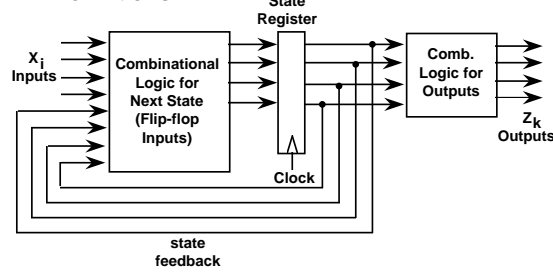 State
Register
X i
Inputs
Combinational
Logic for
Next State
(Flip-flop
Inputs)
Comb.
Logic for
Outputs
Z k
Outputs
Clock
state
feedback